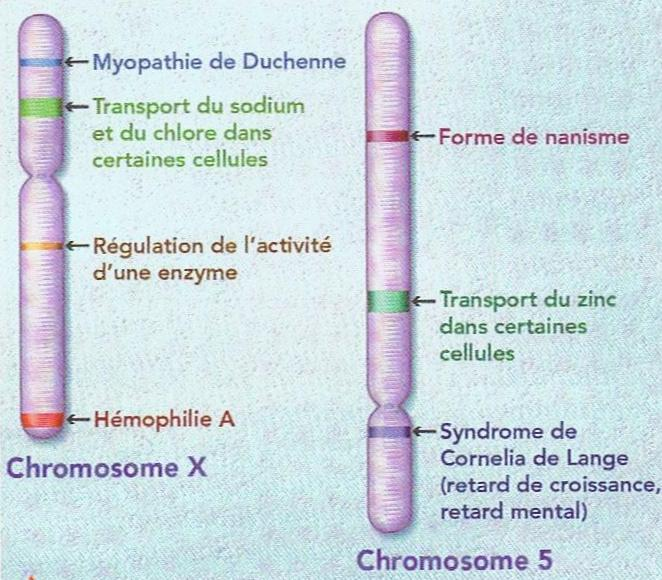 Myopathie de Duchenne
Transport du sodium
et du chlore dans
certaines cellules
Régulation de l'activité
d'une enzyme
Hémophilie A
Chromosome X
Forme de nanisme
Transport du zinc
dans certaines
cellules
Syndrome de
Cornelia de Lange
(retard de croissance,
retard mental)
Chromosome 5